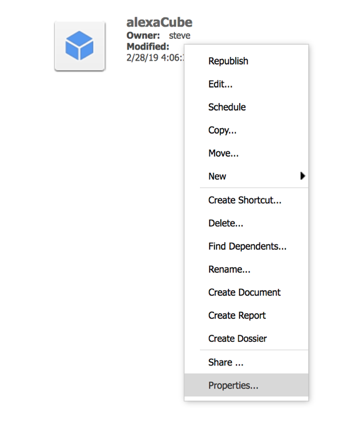 alexaCube
Owner: steve
Modified:
2/28/19 4:06:
Republish
Edit...
Schedule
Copy...
Move...
New
Create Shortcut...
Delete...
Find Dependents...
Rename...
Create Document
Create Report
Create Dossier
Share ...
Properties...